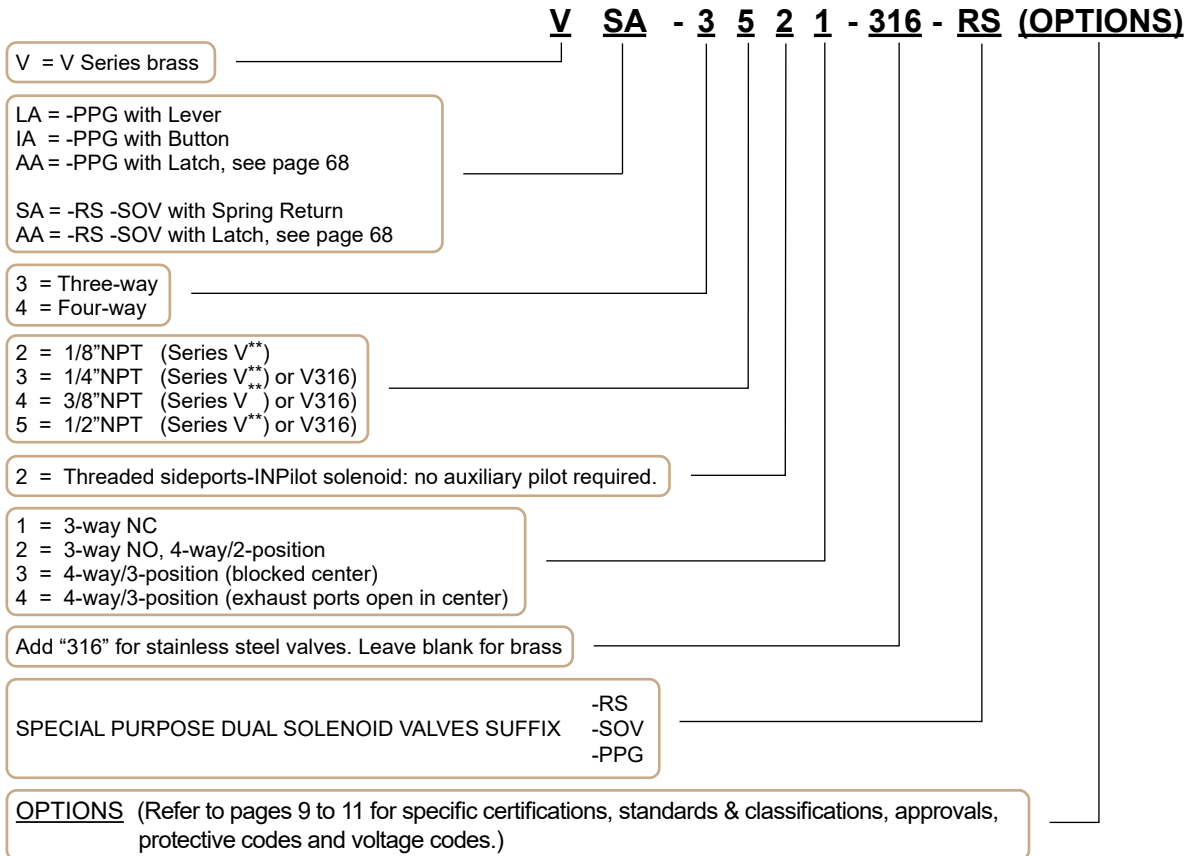 V SA - 3 5 2 1 - 316 - RS (OPTIONS)
V = V Series brass
LA = -PPG with Lever
IA = -PPG with Button
AA = -PPG with Latch, see page 68
SA = -RS -SOV with Spring Return
AA = -RS -SOV with Latch, see page 68
3 = Three-way
4 = Four-way
2 = 1/8”NPT (Series V**)
3 = 1/4”NPT (Series V**) or V316)
4 = 3/8”NPT (Series V**) or V316)
5 = 1/2”NPT (Series V**) or V316)
2 = Threaded sideports-INPilot solenoid: no auxiliary pilot required.
1 = 3-way NC
2 = 3-way NO, 4-way/2-position
3 = 4-way/3-position (blocked center)
4 = 4-way/3-position (exhaust ports open in center)
Add “316” for stainless steel valves. Leave blank for brass
-RS
SPECIAL PURPOSE DUAL SOLENOID VALVES SUFFIX -SOV
-PPG
OPTIONS (Refer to pages 9 to 11 for specific certifications, standards & classifications, approvals,
protective codes and voltage codes.)